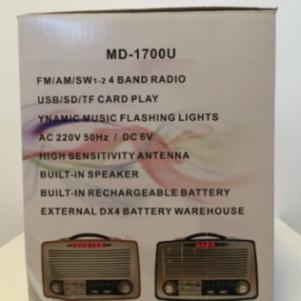 MD-1700U
FM/AM/SW1-2 4 BAND RADIO
USB/SD/TF CARD PLAY
YNAMIC MUSIC FLASHING LIGHTS
AC 220V 50Hz / DC 6V
HIGH SENSITIVITY ANTENNA
BUILT-IN SPEAKER
BUILT-IN RECHARGEABLE BATTERY
EXTERNAL DX4 BATTERY WAREHOUSE